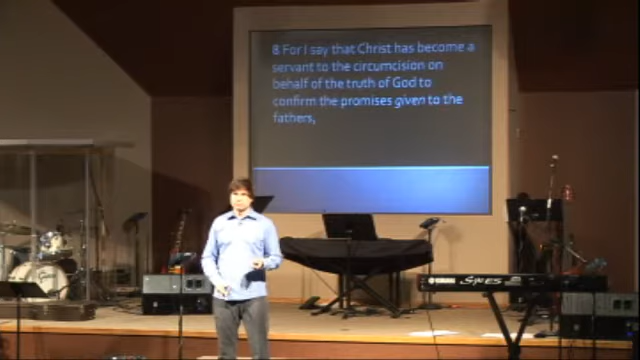 8 For I say that Christ has become a
servant to the circumcision on
behalf of the truth of God to
confirm the promises given to the
fathers,
YAMAHA